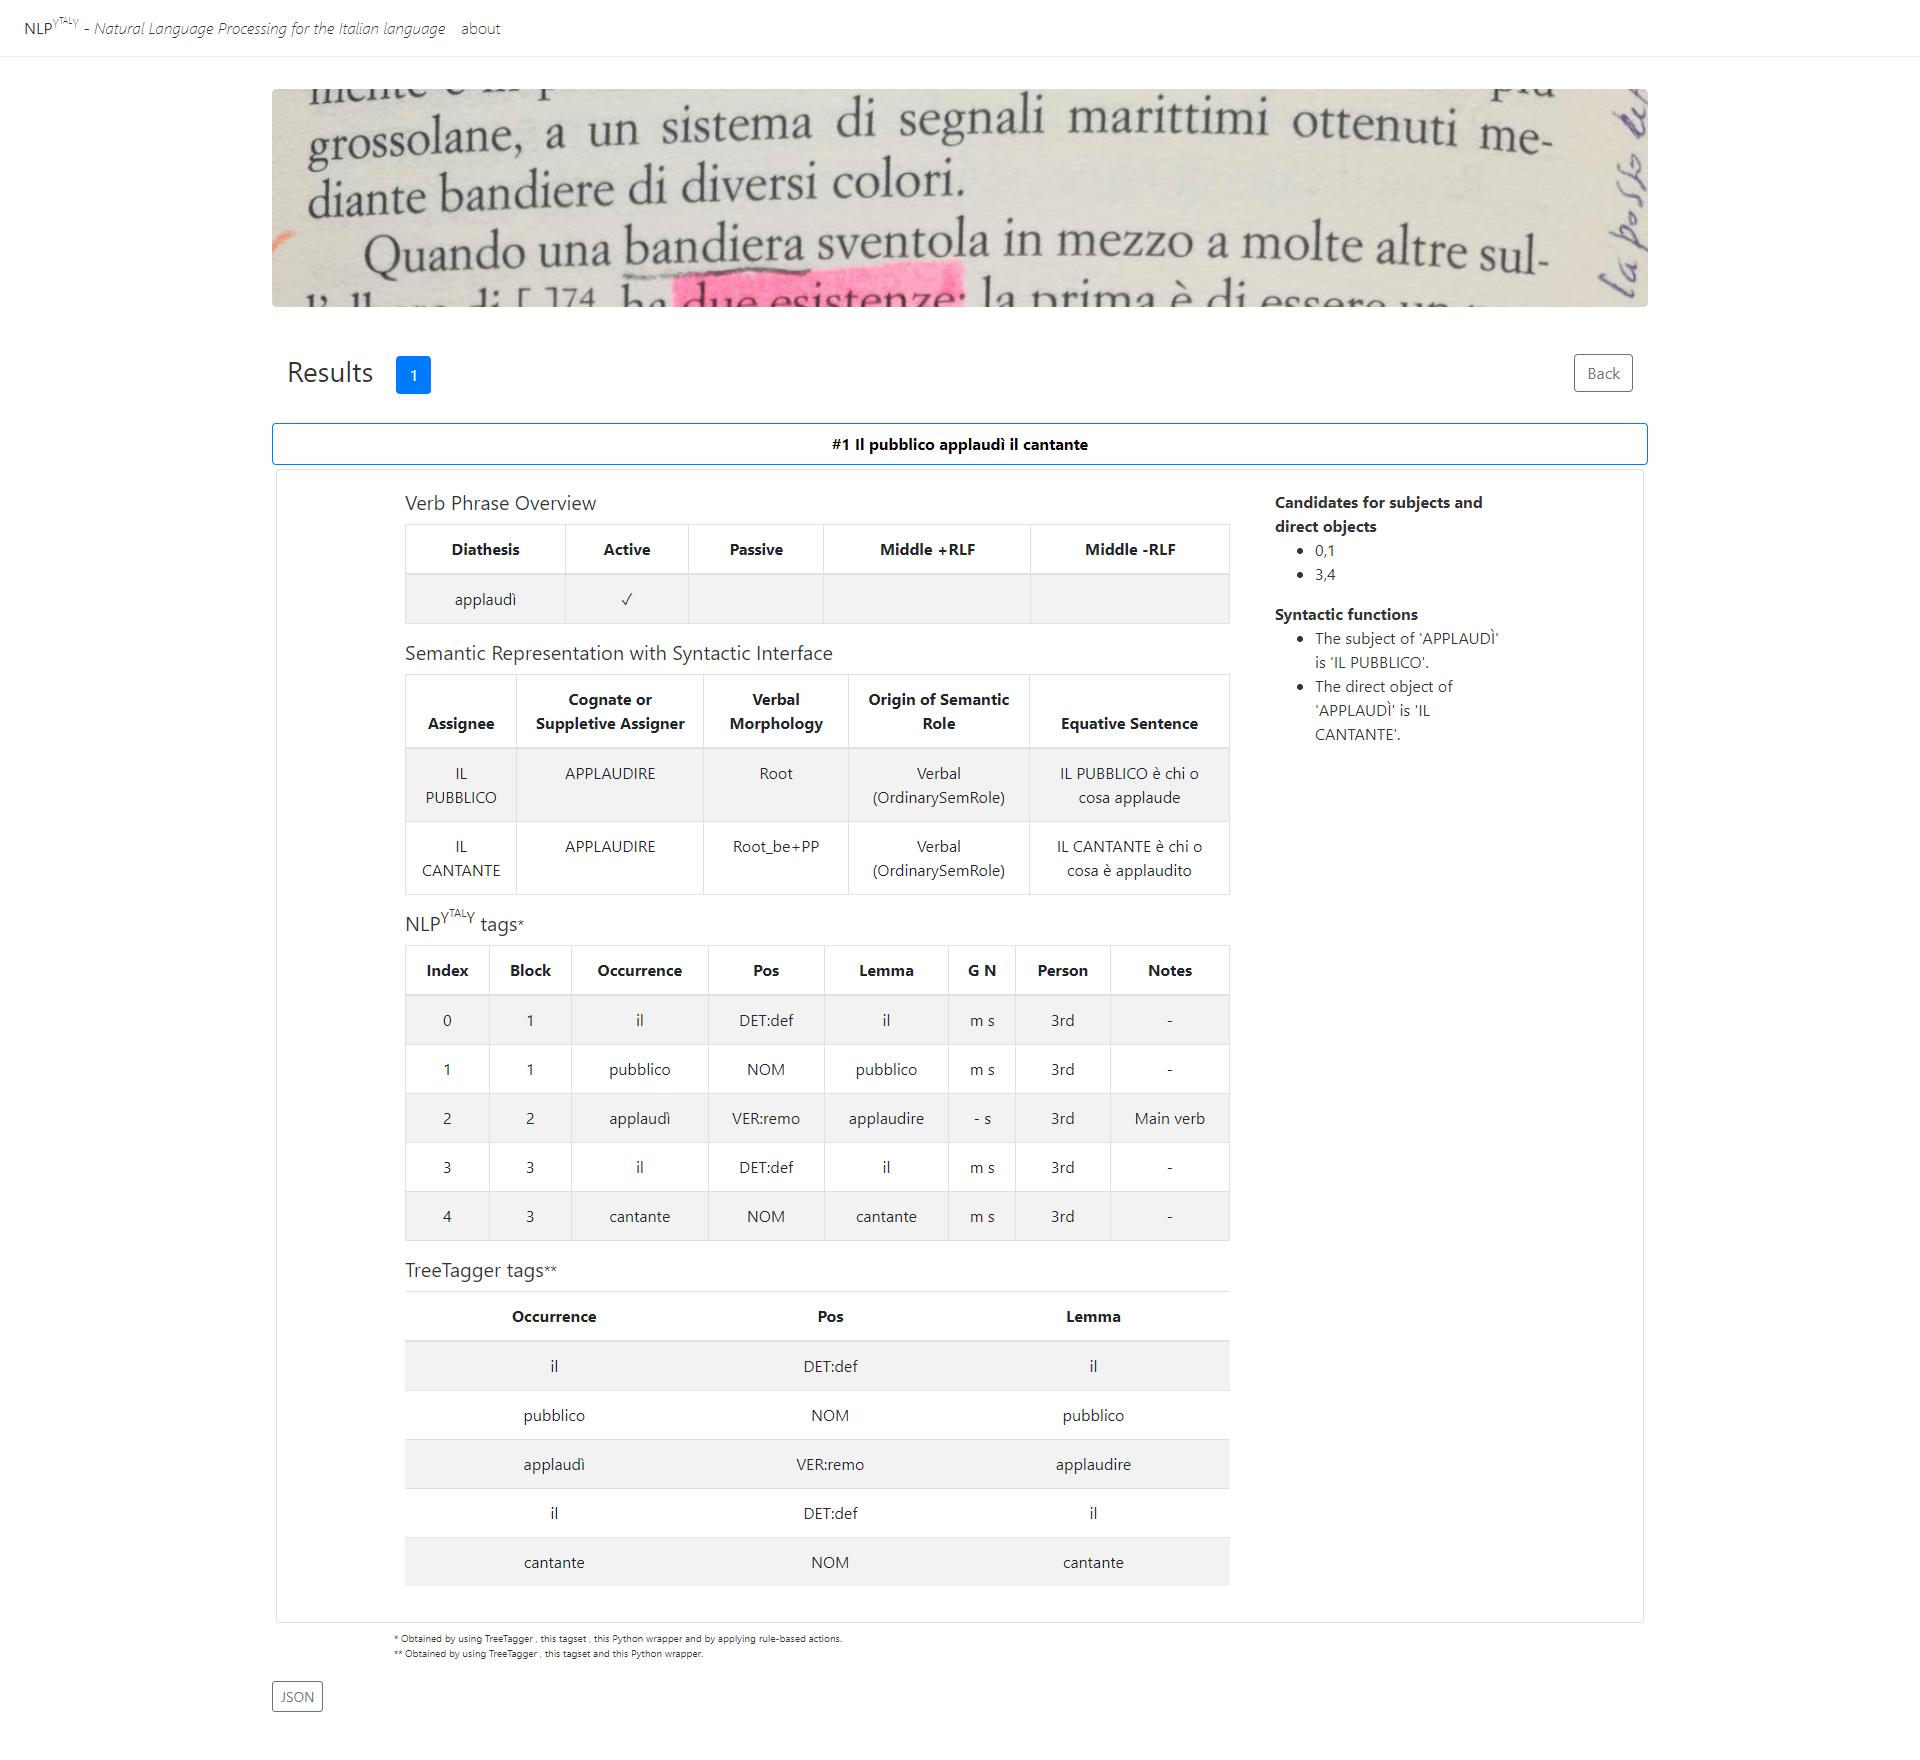 NLPYTALY - Natural Language Processing for the Italian language about
grossolane, a un sistema di segnali marittimi ottenuti me-
diante bandiere di diversi colori.
Quando una bandiera sventola in mezzo a molte altre sul-
di [ ]74 ha due esistenze: la prima è di essere
la posso
Results 1 Back
#1 Il pubblico applaudì il cantante
Verb Phrase Overview
Diathesis Active Passive Middle +RLF Middle -RLF
applaudì ✓
Semantic Representation with Syntactic Interface
Assignee Cognate or Suppletive Assigner Verbal Morphology Origin of Semantic Role Equative Sentence
IL PUBBLICO APPLAUDIRE Root Verbal (OrdinarySemRole) IL PUBBLICO è chi o cosa applaude
IL CANTANTE APPLAUDIRE Root_be+PP Verbal (OrdinarySemRole) IL CANTANTE è chi o cosa è applaudito
NLPYTALY tags*
Index Block Occurrence Pos Lemma G N Person Notes
0 1 il DET:def il m s 3rd -
1 1 pubblico NOM pubblico m s 3rd -
2 2 applaudì VER:remo applaudire - s 3rd Main verb
3 3 il DET:def il m s 3rd -
4 3 cantante NOM cantante m s 3rd -
TreeTagger tags**
Occurrence Pos Lemma
il DET:def il
pubblico NOM pubblico
applaudì VER:remo applaudire
il DET:def il
cantante NOM cantante
Candidates for subjects and
direct objects
• 0,1
• 3,4
Syntactic functions
• The subject of 'APPLAUDÌ'
is 'IL PUBBLICO'.
• The direct object of
'APPLAUDÌ' is 'IL
CANTANTE'.
* Obtained by using TreeTagger , this tagset , this Python wrapper and by applying rule-based actions.
** Obtained by using TreeTagger , this tagset and this Python wrapper.
JSON